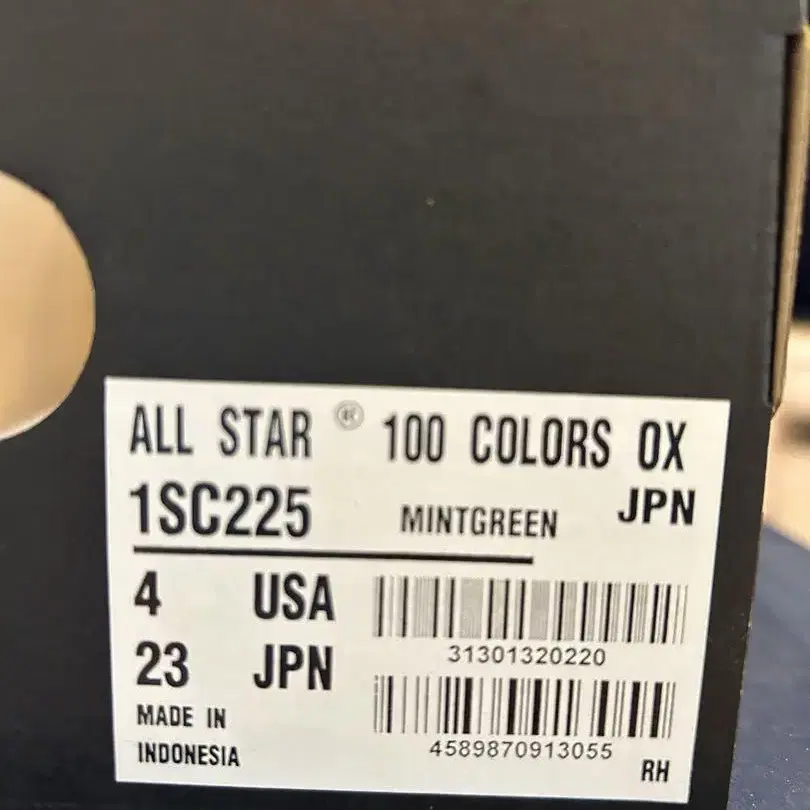 ALL STAR ® 100 COLORS OX
1SC225 MINTGREEN JPN
4 USA
23 JPN
31301320220
MADE IN
INDONESIA
4589870913055
RH